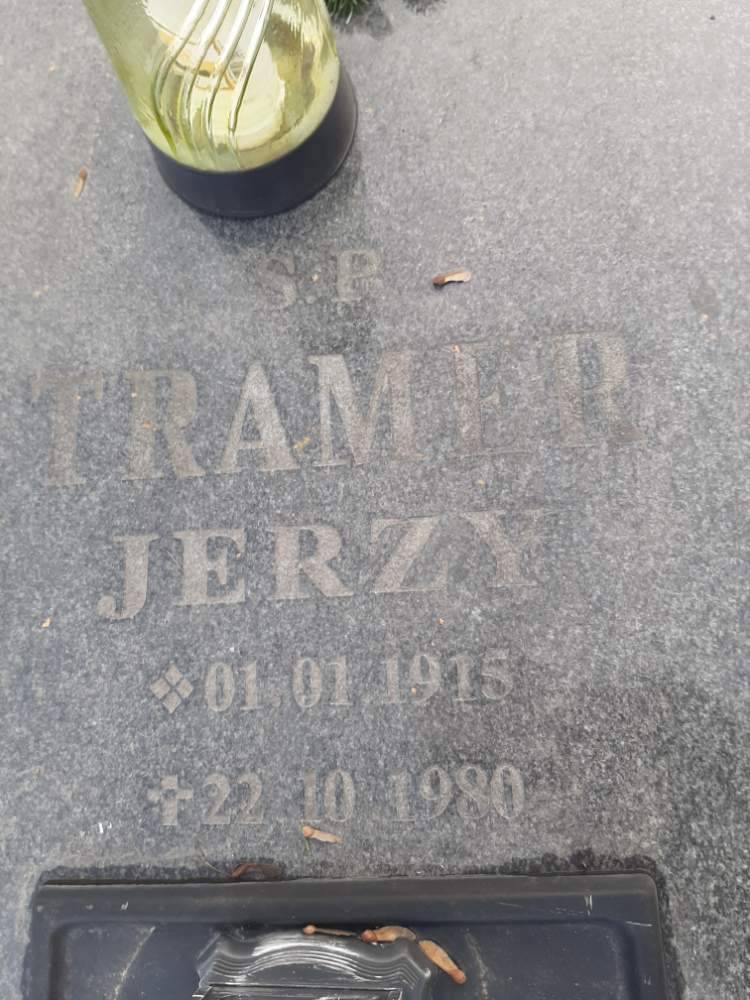 S.P
TRAMER
JERZY
01.01.1915
22.10.1980